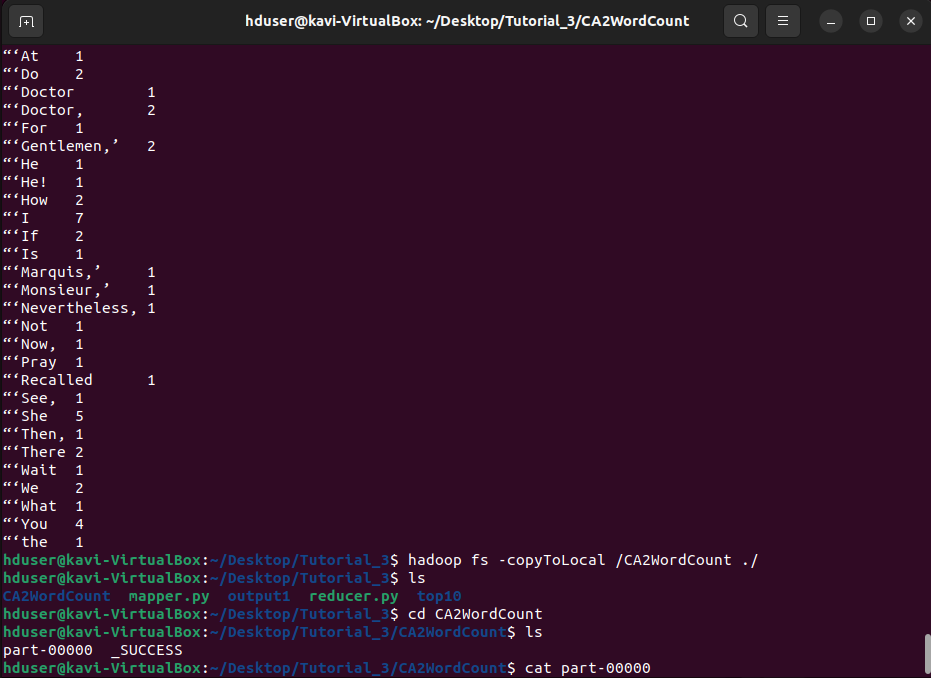 hduser@kavi-VirtualBox: ~/Desktop/Tutorial_3/CA2WordCount
“‘At 1
“‘Do 2
“‘Doctor 1
“‘Doctor, 2
“‘For 1
“‘Gentlemen,’ 2
“‘He 1
“‘He! 1
“‘How 2
“‘I 7
“‘If 2
“‘Is 1
“‘Marquis,’ 1
“‘Monsieur,’ 1
“‘Nevertheless, 1
“‘Not 1
“‘Now, 1
“‘Pray 1
“‘Recalled 1
“‘See, 1
“‘She 5
“‘Then, 1
“‘There 2
“‘Wait 1
“‘We 2
“‘What 1
“‘You 4
“‘the 1
hduser@kavi-VirtualBox:~/Desktop/Tutorial_3$ hadoop fs -copyToLocal /CA2WordCount ./
hduser@kavi-VirtualBox:~/Desktop/Tutorial_3$ ls
CA2WordCount mapper.py output1 reducer.py top10
hduser@kavi-VirtualBox:~/Desktop/Tutorial_3$ cd CA2WordCount
hduser@kavi-VirtualBox:~/Desktop/Tutorial_3/CA2WordCount$ ls
part-00000 _SUCCESS
hduser@kavi-VirtualBox:~/Desktop/Tutorial_3/CA2WordCount$ cat part-00000